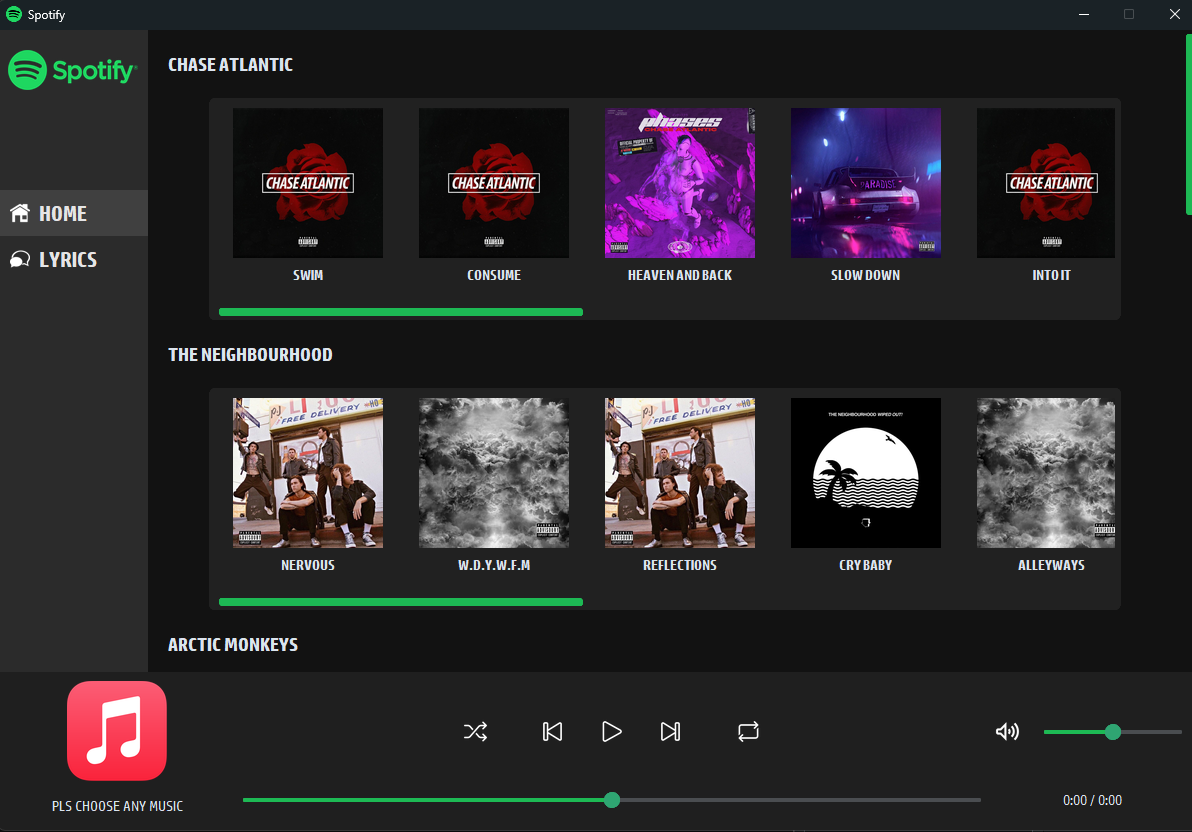 Spotify
Spotify
HOME
LYRICS
CHASE ATLANTIC
CHASE ATLANTIC
CHASE ATLANTIC
phases
CHASE ATLANTIC
PARADISE
CHASE ATLANTIC
SWIM
CONSUME
HEAVEN AND BACK
SLOW DOWN
INTO IT
THE NEIGHBOURHOOD
FREE DELIVERY
FREE DELIVERY
THE NEIGHBOURHOOD WIPED OUT!
NERVOUS
W.D.Y.W.F.M
REFLECTIONS
CRY BABY
ALLEYWAYS
ARCTIC MONKEYS
PLS CHOOSE ANY MUSIC
0:00 / 0:00